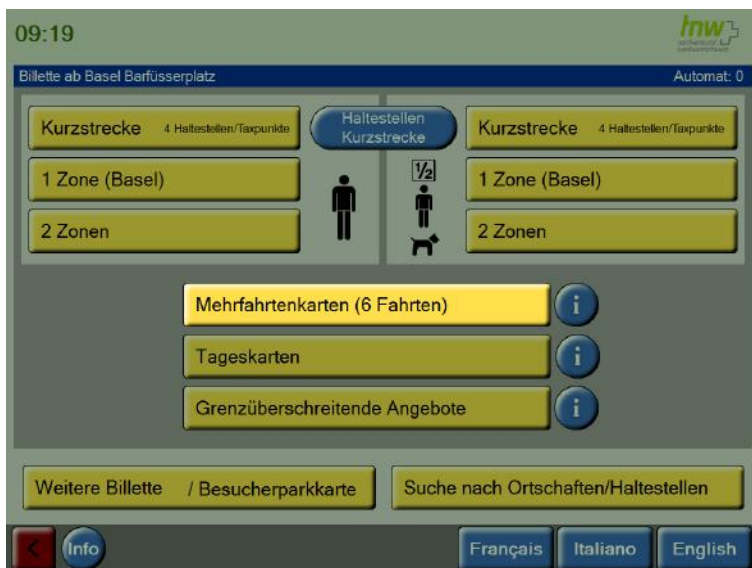 09:19
tnw
Billette ab Basel Barfüsserplatz
Automat: 0
Kurzstrecke 4 Haltestellen/Taxpunkte
1 Zone (Basel)
2 Zonen
Haltestellen
Kurzstrecke
1/2
Kurzstrecke 4 Haltestellen/Taxpunkte
1 Zone (Basel)
2 Zonen
Mehrfahrtenkarten (6 Fahrten)
i
Tageskarten
i
Grenzüberschreitende Angebote
i
Weitere Billette / Besucherparkkarte
Suche nach Ortschaften/Haltestellen
<
Info
Français
Italiano
English